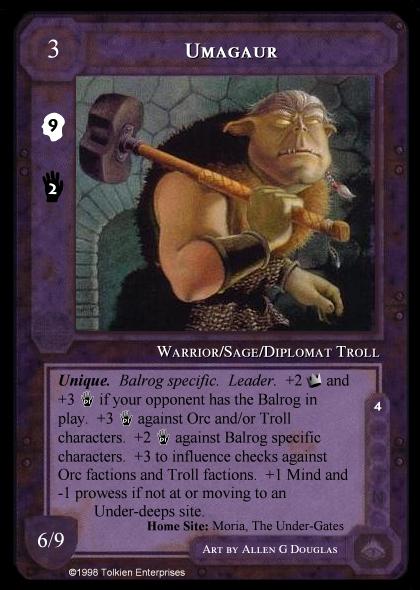 3
UMAGAUR
9
2
WARRIOR/SAGE/DIPLOMAT TROLL
Unique. Balrog specific. Leader. +2 and
+3 if your opponent has the Balrog in
play. +3 against Orc and/or Troll
characters. +2 against Balrog specific
characters. +3 to influence checks against
Orc factions and Troll factions. +1 Mind and
-1 prowess if not at or moving to an
Under-deeps site.
Home Site: Moria, The Under-Gates
4
6/9
ART BY ALLEN G DOUGLAS
©1998 Tolkien Enterprises